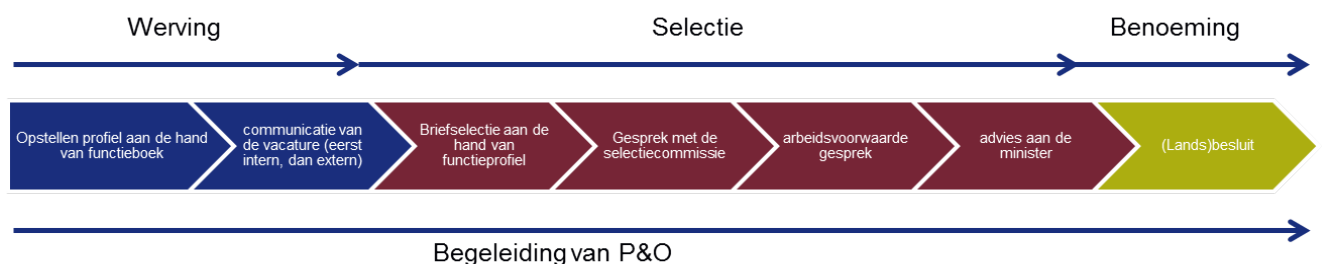 Werving
Selectie
Benoeming
Opstellen profiel aan de hand
van functieboek
communicatie van
de vacature (eerst
intern, dan extern)
Briefselectie aan de
hand van
functieprofiel
Gesprek met de
selectiecommissie
arbeidsvoorwaarde
gesprek
advies aan de
minister
(Lands)besluit
Begeleiding van P&O